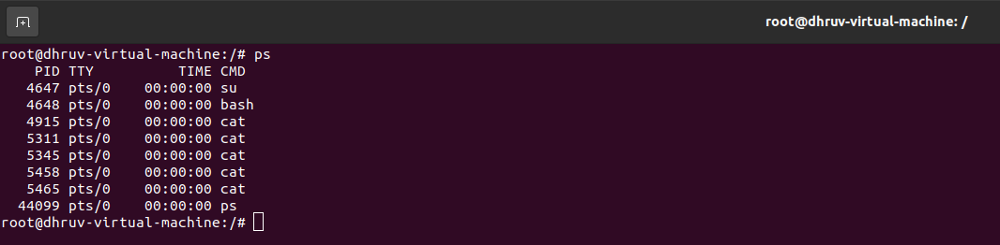 root@dhruv-virtual-machine: /
root@dhruv-virtual-machine:/# ps
    PID TTY          TIME CMD
   4647 pts/0    00:00:00 su
   4648 pts/0    00:00:00 bash
   4915 pts/0    00:00:00 cat
   5311 pts/0    00:00:00 cat
   5345 pts/0    00:00:00 cat
   5458 pts/0    00:00:00 cat
   5465 pts/0    00:00:00 cat
  44099 pts/0    00:00:00 ps
root@dhruv-virtual-machine:/#